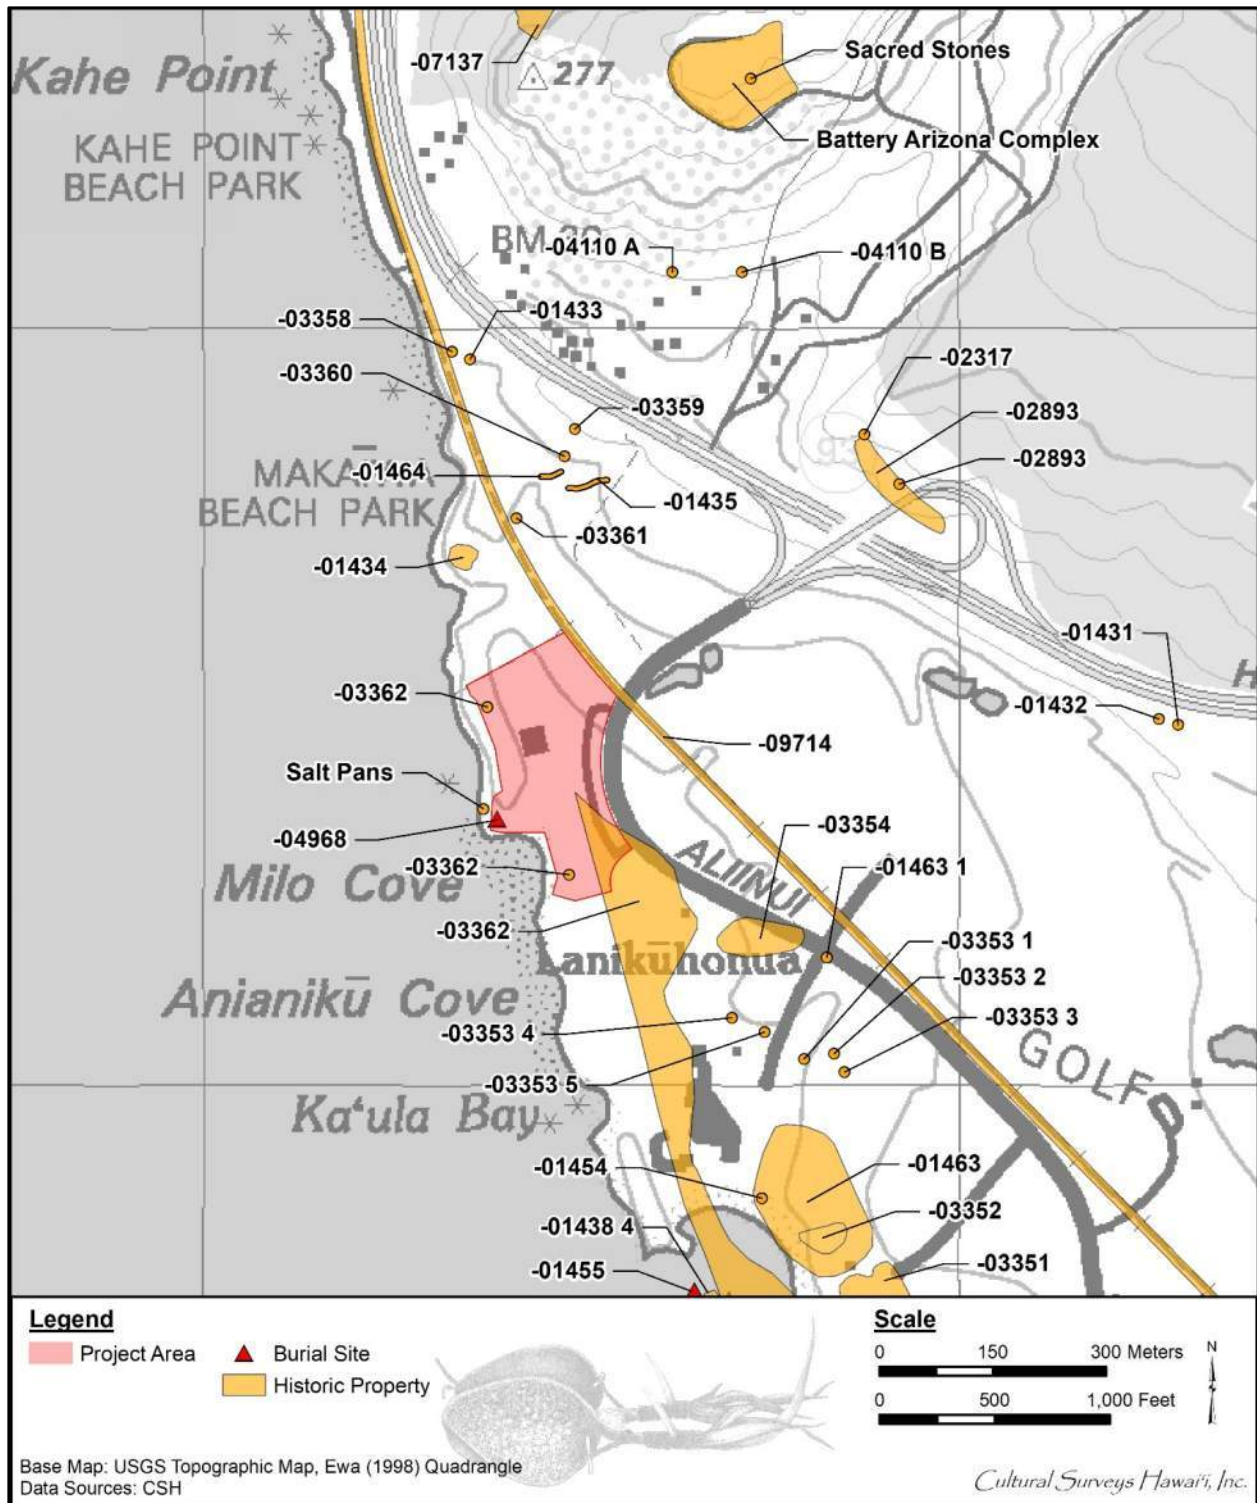 Sacred Stones
-07137
277
Kahe Point
Battery Arizona Complex
KAHE POINT
BEACH PARK
BM
-04110 A
-04110 B
-01433
-03358
-03360
-02317
-03359
-02893
-02893
-01464
BEACH PARK
-01435
-03361
-01434
-01431
H
-03362
-01432
-09714
Salt Pans
-03354
-04968
ALIINUI
-01463 1
-03362
Milo Cove
-03362
-03353 1
Lanikūhonua
-03353 2
Anianikū Cove
-03353 3
-03353 4
GOLF
-03353 5
Kaʻula Bay
-01454
-01463
-03352
-01438 4
-03351
-01455
Legend
Project Area
Burial Site
Historic Property
Scale
0 150 300 Meters
0 500 1,000 Feet
N
Base Map: USGS Topographic Map, Ewa (1998) Quadrangle
Data Sources: CSH
Cultural Surveys Hawai'i, Inc.